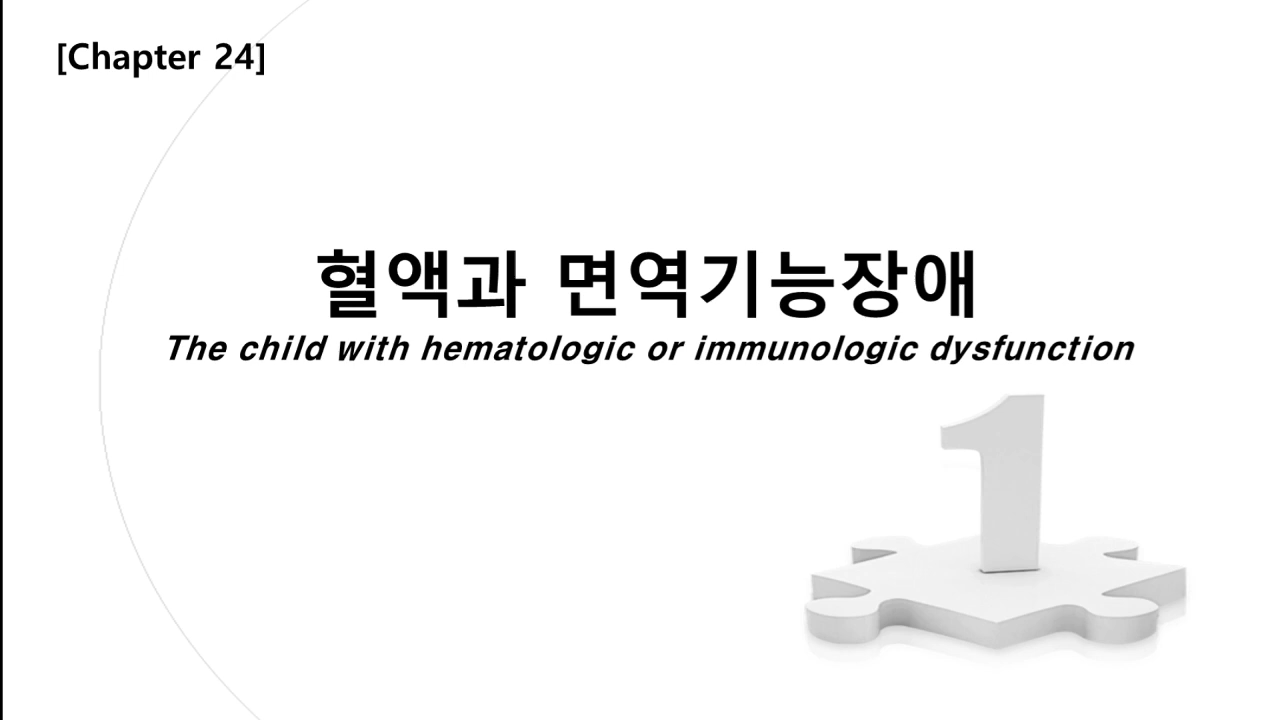 [Chapter 24]
혈액과 면역기능장애
The child with hematologic or immunologic dysfunction
1